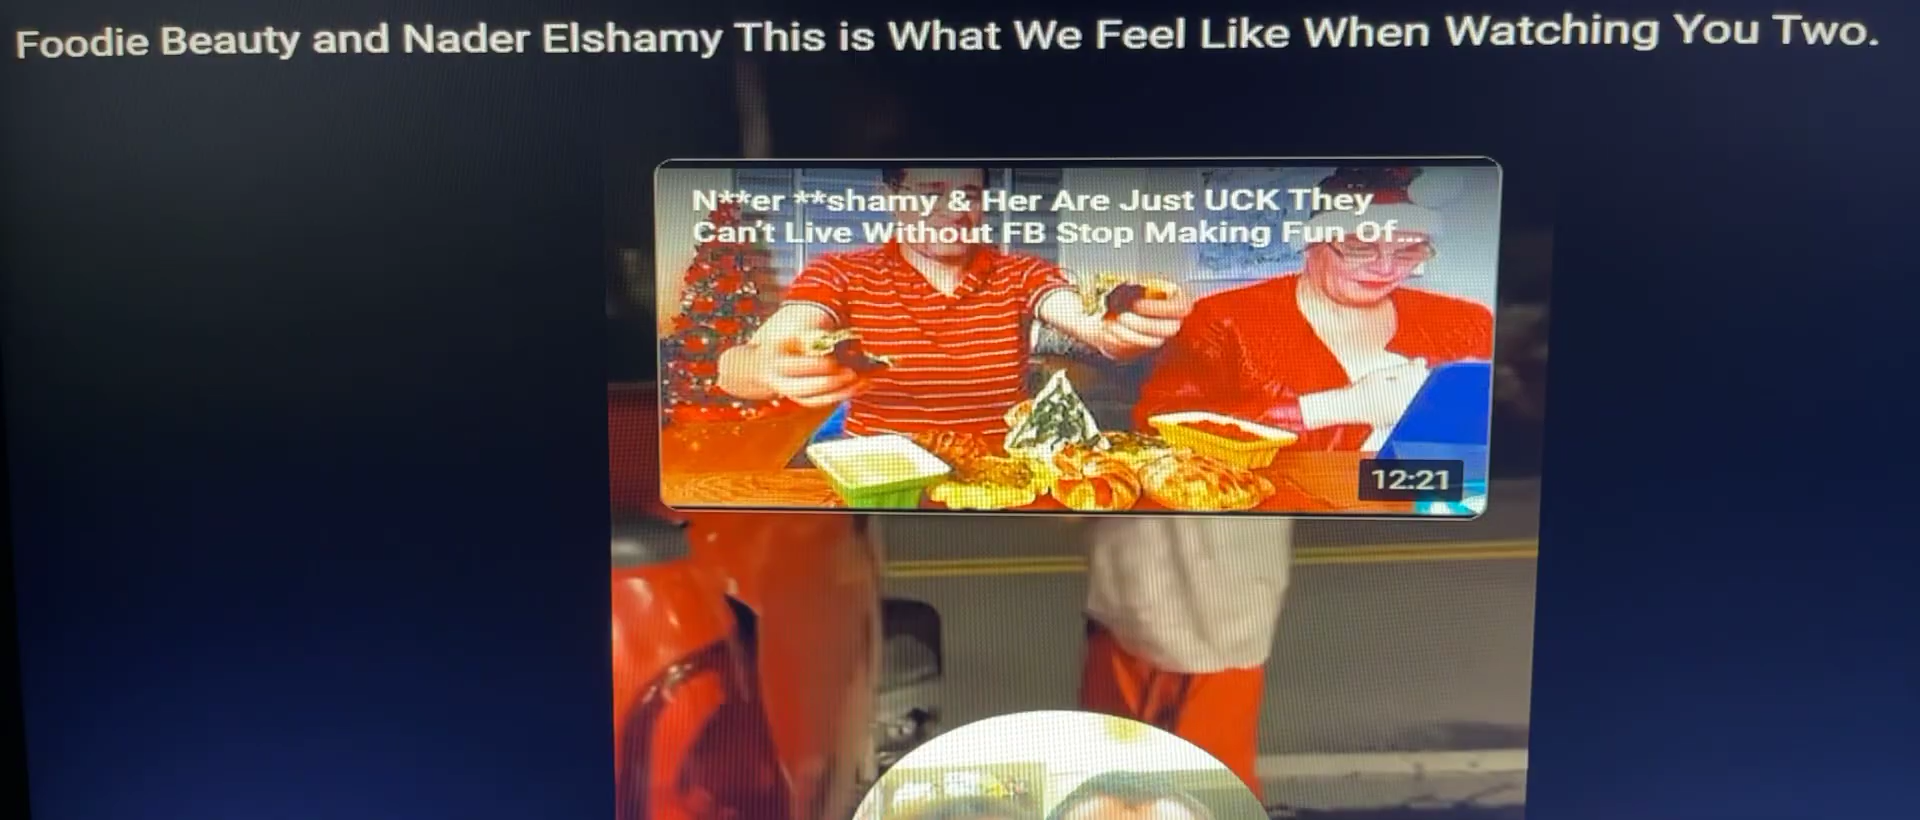 Foodie Beauty and Nader Elshamy This is What We Feel Like When Watching You Two.
N**er **shamy & Her Are Just UCK They
Can't Live Without FB Stop Making Fun Of...
12:21